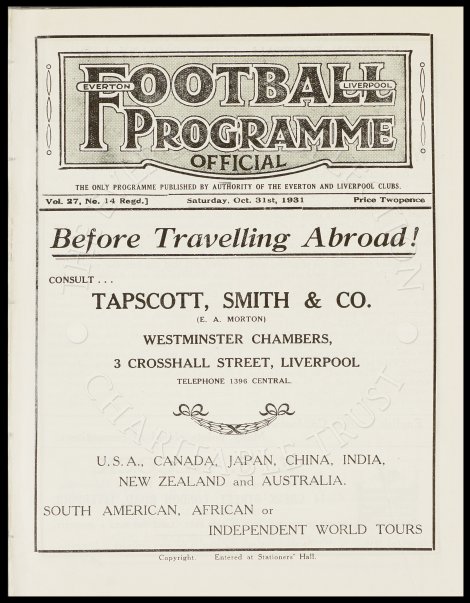 FOOTBALL
EVERTON LIVERPOOL
PROGRAMME
OFFICIAL
THE ONLY PROGRAMME PUBLISHED BY AUTHORITY OF THE EVERTON AND LIVERPOOL CLUBS.
Vol. 27, No. 14 Regd.] Saturday, Oct. 31st, 1931 Price Twopence
Before Travelling Abroad!
CONSULT . . .
TAPSCOTT, SMITH & CO.
(E. A. MORTON)
WESTMINSTER CHAMBERS,
3 CROSSHALL STREET, LIVERPOOL
TELEPHONE 1396 CENTRAL.
U.S.A., CANADA, JAPAN, CHINA, INDIA,
NEW ZEALAND and AUSTRALIA.
SOUTH AMERICAN, AFRICAN or
INDEPENDENT WORLD TOURS
Copyright. Entered at Stationers' Hall.
CHARITABLE TRUST